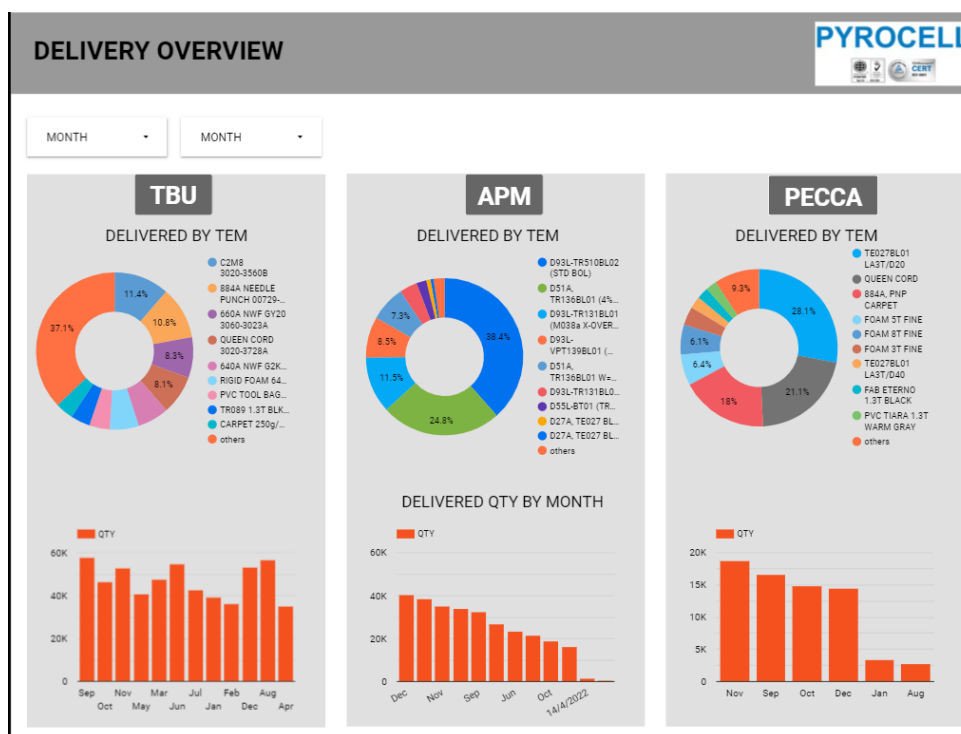 DELIVERY OVERVIEW
PYROCELL
CERT
MONTH
MONTH
TBU
DELIVERED BY TEM
11.4%
10.8%
8.3%
8.1%
37.1%
C2M8
3020-3560B
884A NEEDLE
PUNCH 00729-...
660A NWF GY20
3060-3023A
QUEEN CORD
3020-3728A
640A NWF G2K...
RIGID FOAM 64...
PVC TOOL BAG...
TR089 1.3T BLK...
CARPET 250g/...
others
QTY
60K
40K
20K
0
Sep
Oct
Nov
May
Mar
Jun
Jul
Jan
Feb
Dec
Aug
Apr
APM
DELIVERED BY TEM
38.4%
24.8%
11.5%
8.5%
7.3%
D93L-TR510BL02
(STD BOL)
D51A,
TR136BL01 (4%...
D93L-TR131BL01
(M038a X-OVER...
D93L-
VPT139BL01 (...
D51A,
TR136BL01 W=...
D93L-TR131BL0...
D55L-BT01 (TR...
D27A, TE027 BL...
D27A, TE027 BL...
others
DELIVERED QTY BY MONTH
QTY
60K
40K
20K
0
Dec
Nov
Sep
Jun
Oct
14/4/2022
PECCA
DELIVERED BY TEM
28.1%
21.1%
18%
6.4%
6.1%
9.3%
TE027BL01
LA3T/D20
QUEEN CORD
884A, PNP
CARPET
FOAM 5T FINE
FOAM 8T FINE
FOAM 3T FINE
TE027BL01
LA3T/D40
FAB ETERNO
1.3T BLACK
PVC TIARA 1.3T
WARM GRAY
others
QTY
20K
15K
10K
5K
0
Nov
Sep
Oct
Dec
Jan
Aug